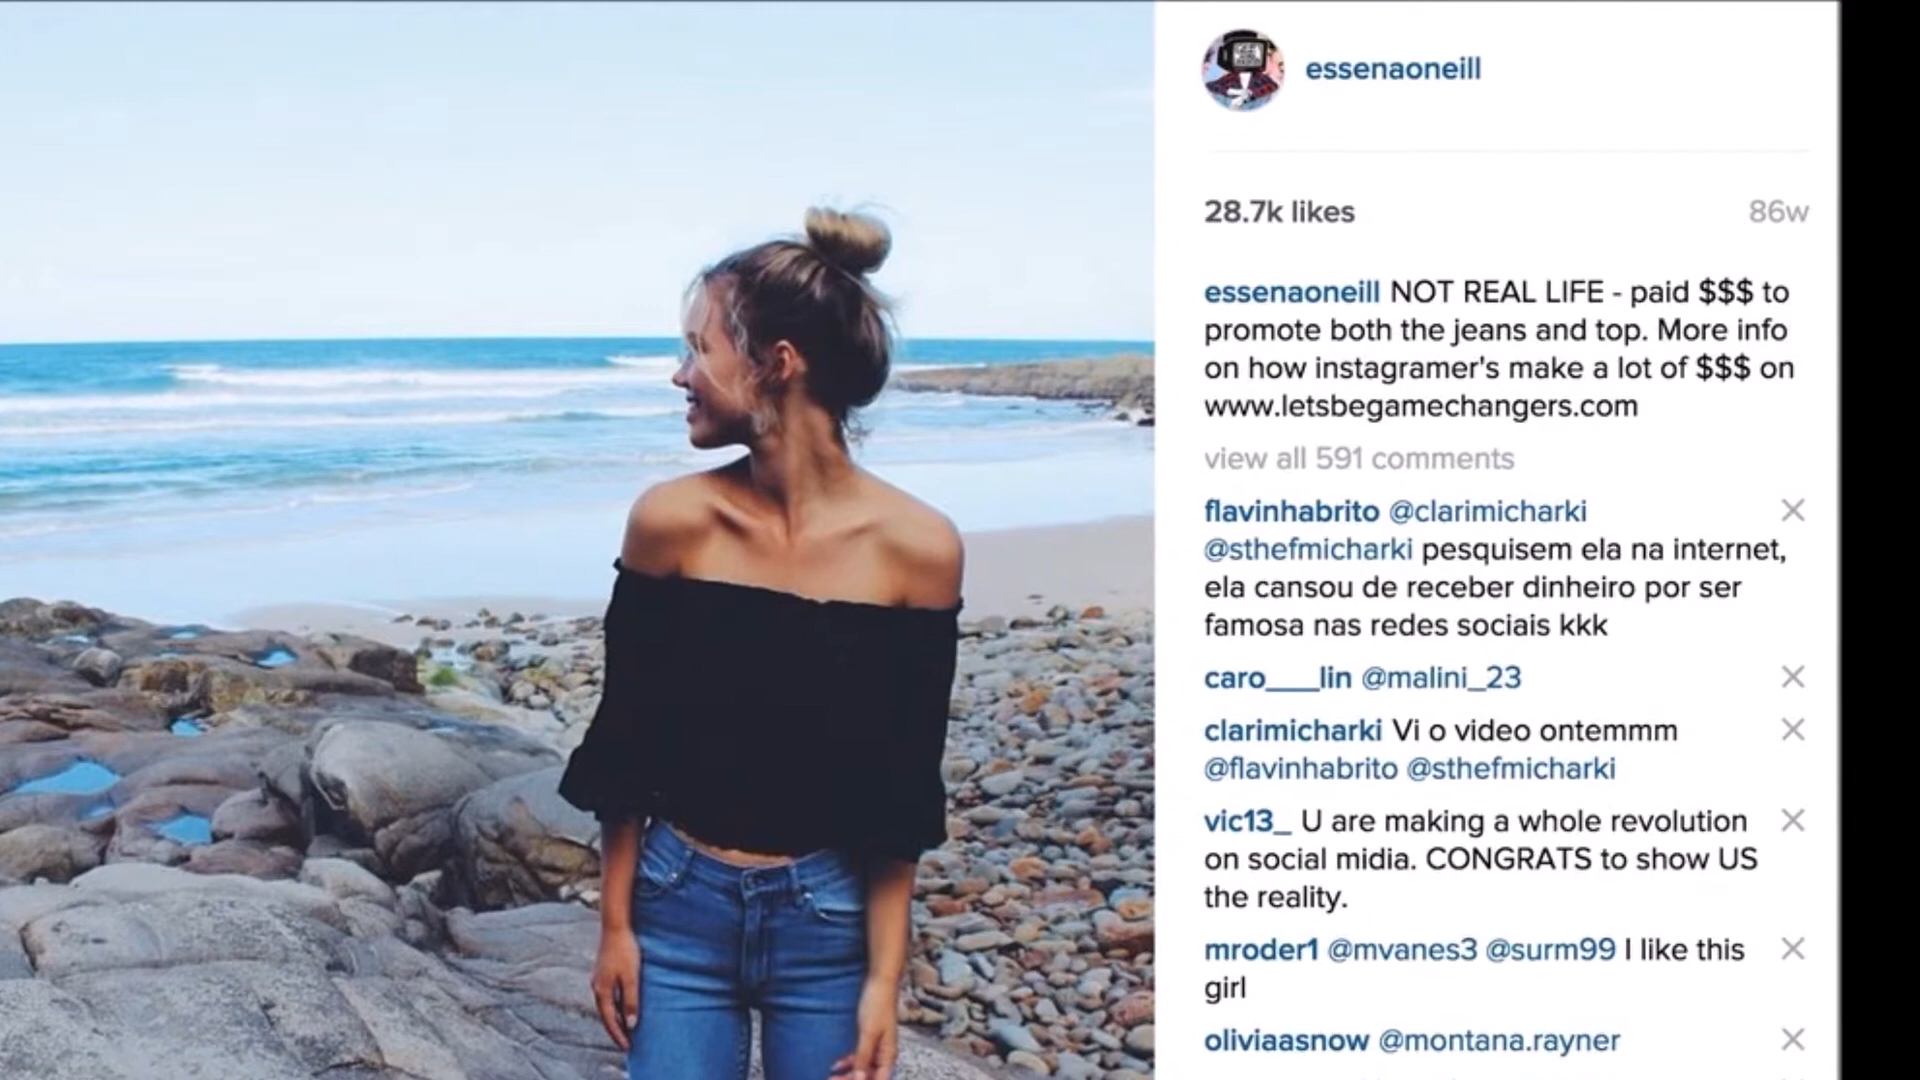 essenaoneill
28.7k likes
86w
essenaoneill NOT REAL LIFE - paid $$$ to
promote both the jeans and top. More info
on how instagramer's make a lot of $$$ on
www.letsbegamechangers.com
view all 591 comments
flavinhabrito @clarimicharki
@sthefmicharki pesquisem ela na internet,
ela cansou de receber dinheiro por ser
famosa nas redes sociais kkk
caro___lin @malini_23
clarimicharki Vi o video ontemmm
@flavinhabrito @sthefmicharki
vic13_ U are making a whole revolution
on social midia. CONGRATS to show US
the reality.
mroder1 @mvanes3 @surm99 I like this
girl
oliviaasnow @montana.rayner